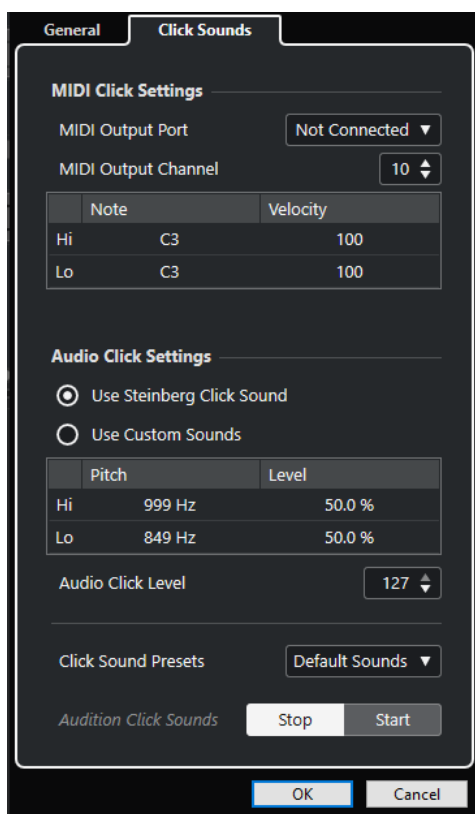 General Click Sounds
MIDI Click Settings
MIDI Output Port Not Connected
MIDI Output Channel 10
Note Velocity
Hi C3 100
Lo C3 100
Audio Click Settings
Use Steinberg Click Sound
Use Custom Sounds
Pitch Level
Hi 999 Hz 50.0 %
Lo 849 Hz 50.0 %
Audio Click Level 127
Click Sound Presets Default Sounds
Audition Click Sounds Stop Start
OK Cancel